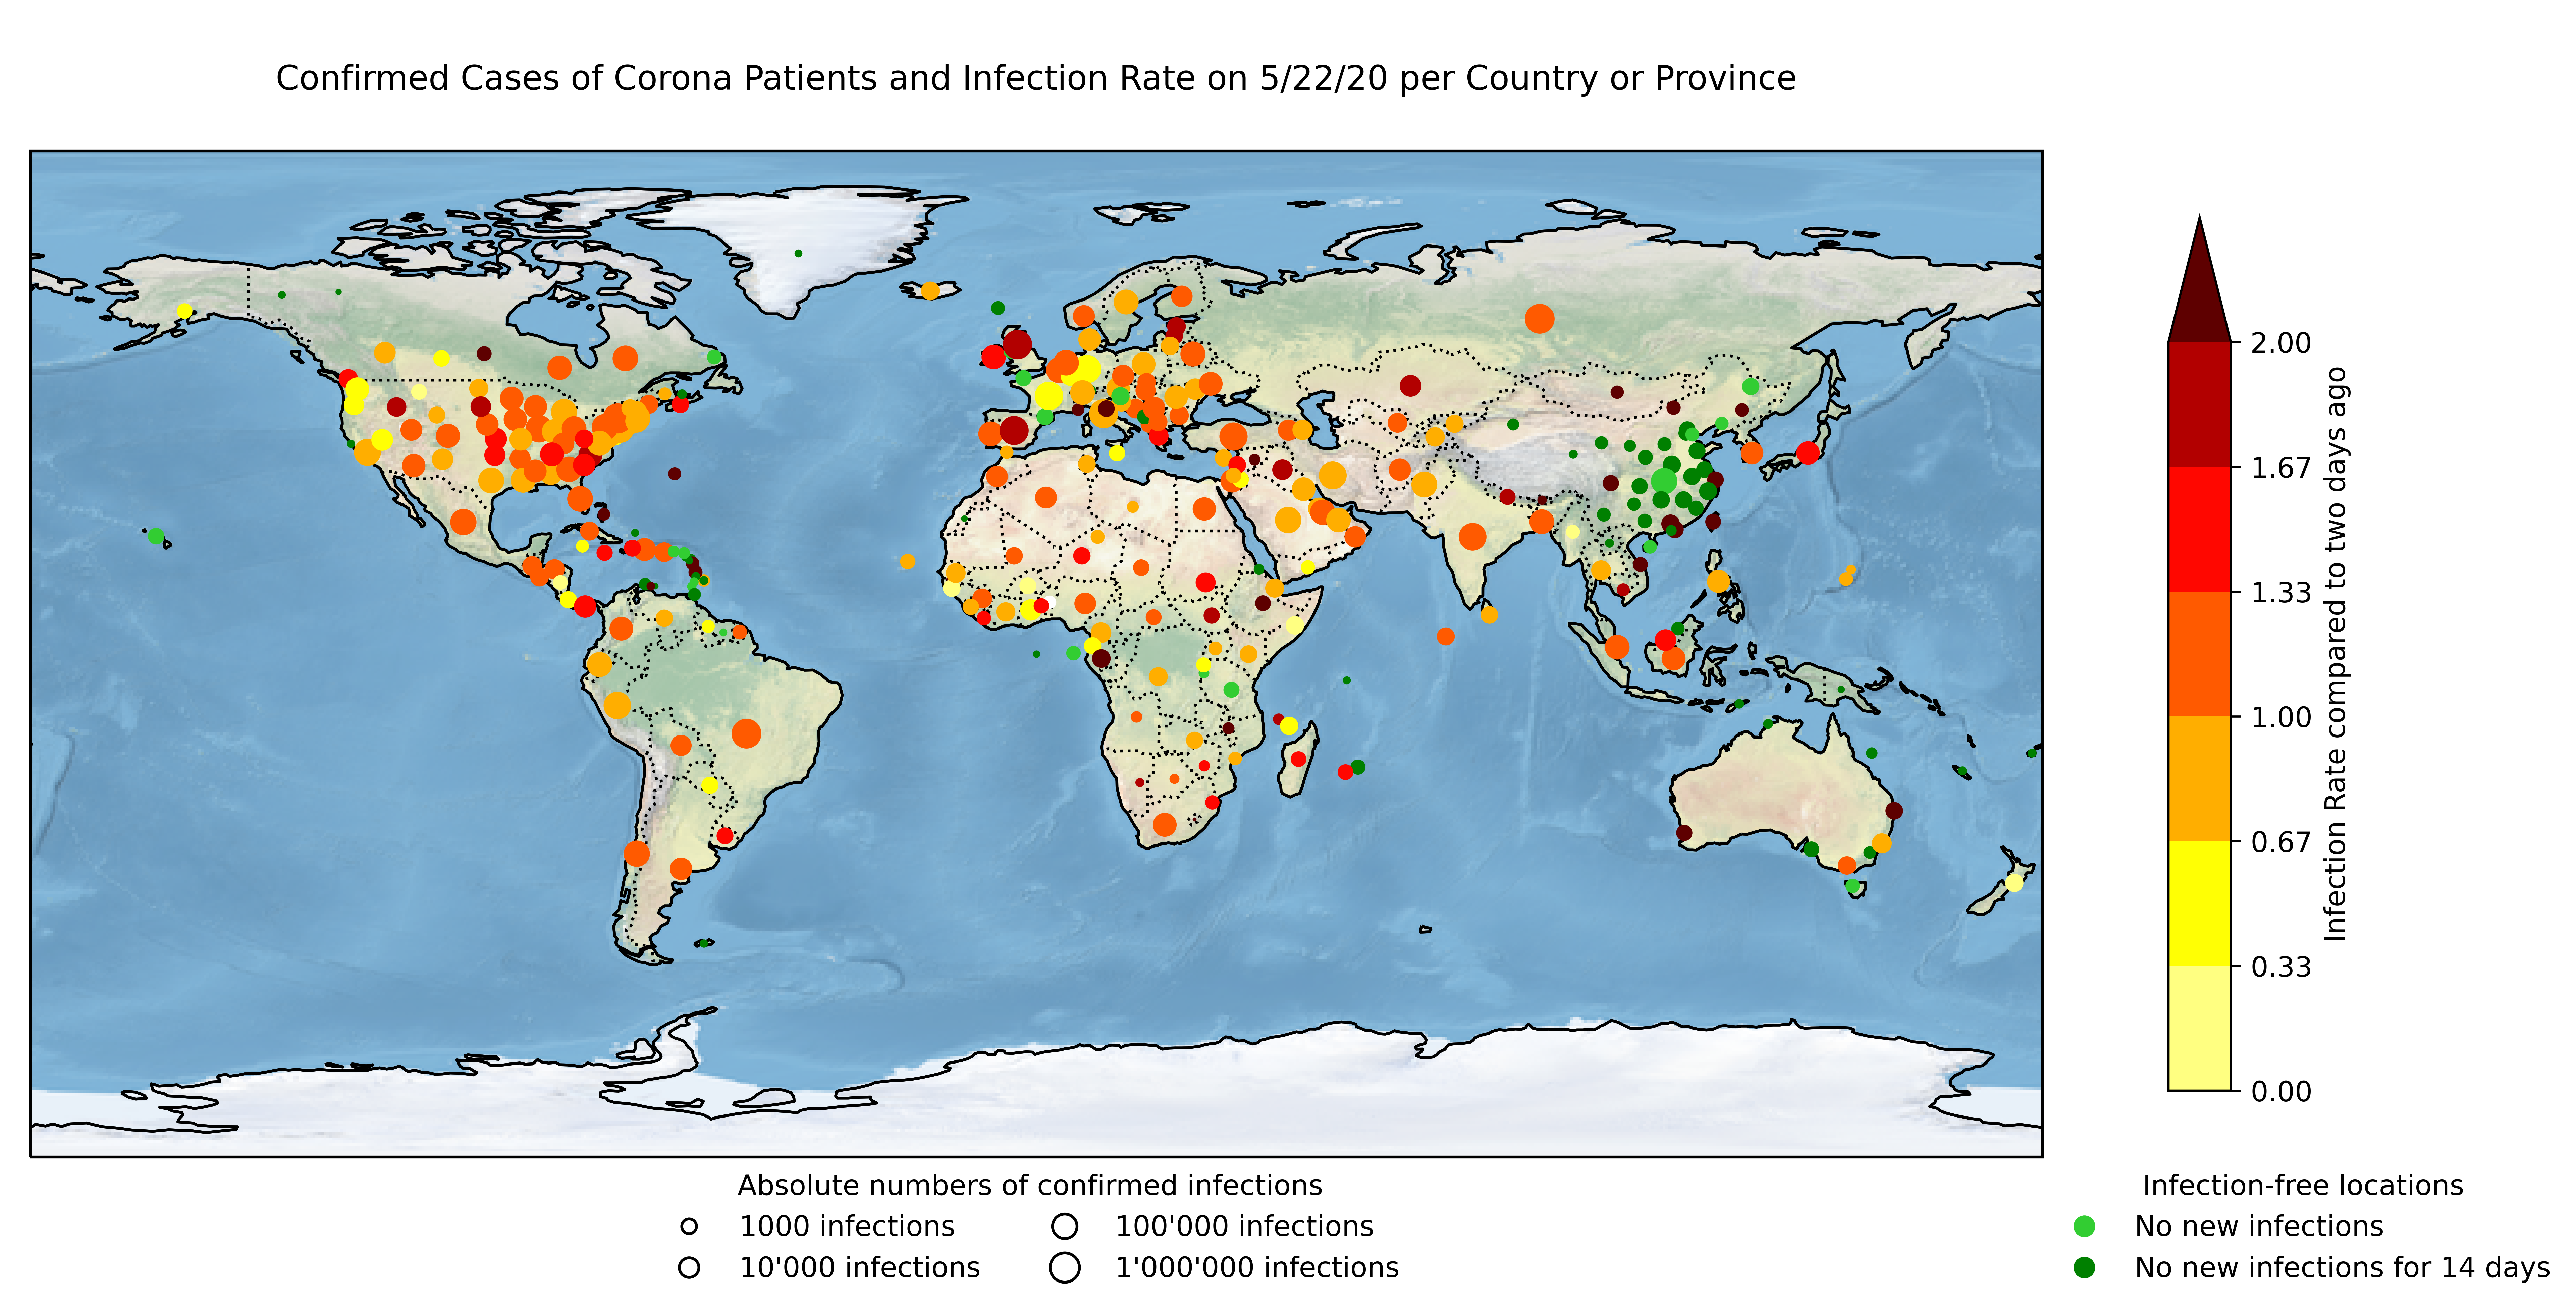 Confirmed Cases of Corona Patients and Infection Rate on 5/22/20 per Country or Province
2.00
1.67
1.33
1.00
0.67
0.33
0.00
Infection Rate compared to two days ago
Absolute numbers of confirmed infections
1000 infections
100'000 infections
10'000 infections
1'000'000 infections
Infection-free locations
No new infections
No new infections for 14 days